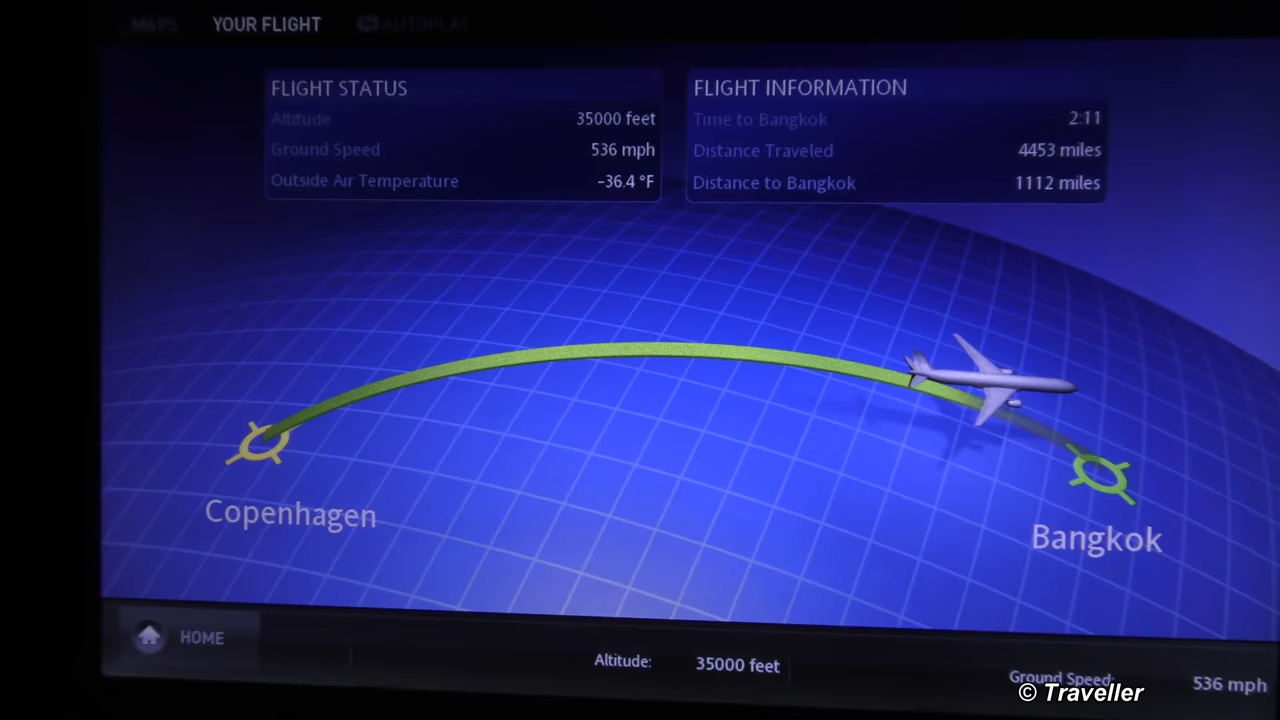 MAPS YOUR FLIGHT AUTOPLAY
FLIGHT STATUS
Altitude 35000 feet
Ground Speed 536 mph
Outside Air Temperature -36.4 °F
FLIGHT INFORMATION
Time to Bangkok 2:11
Distance Traveled 4453 miles
Distance to Bangkok 1112 miles
Copenhagen
Bangkok
HOME
Altitude: 35000 feet
Ground Speed: 536 mph
© Traveller